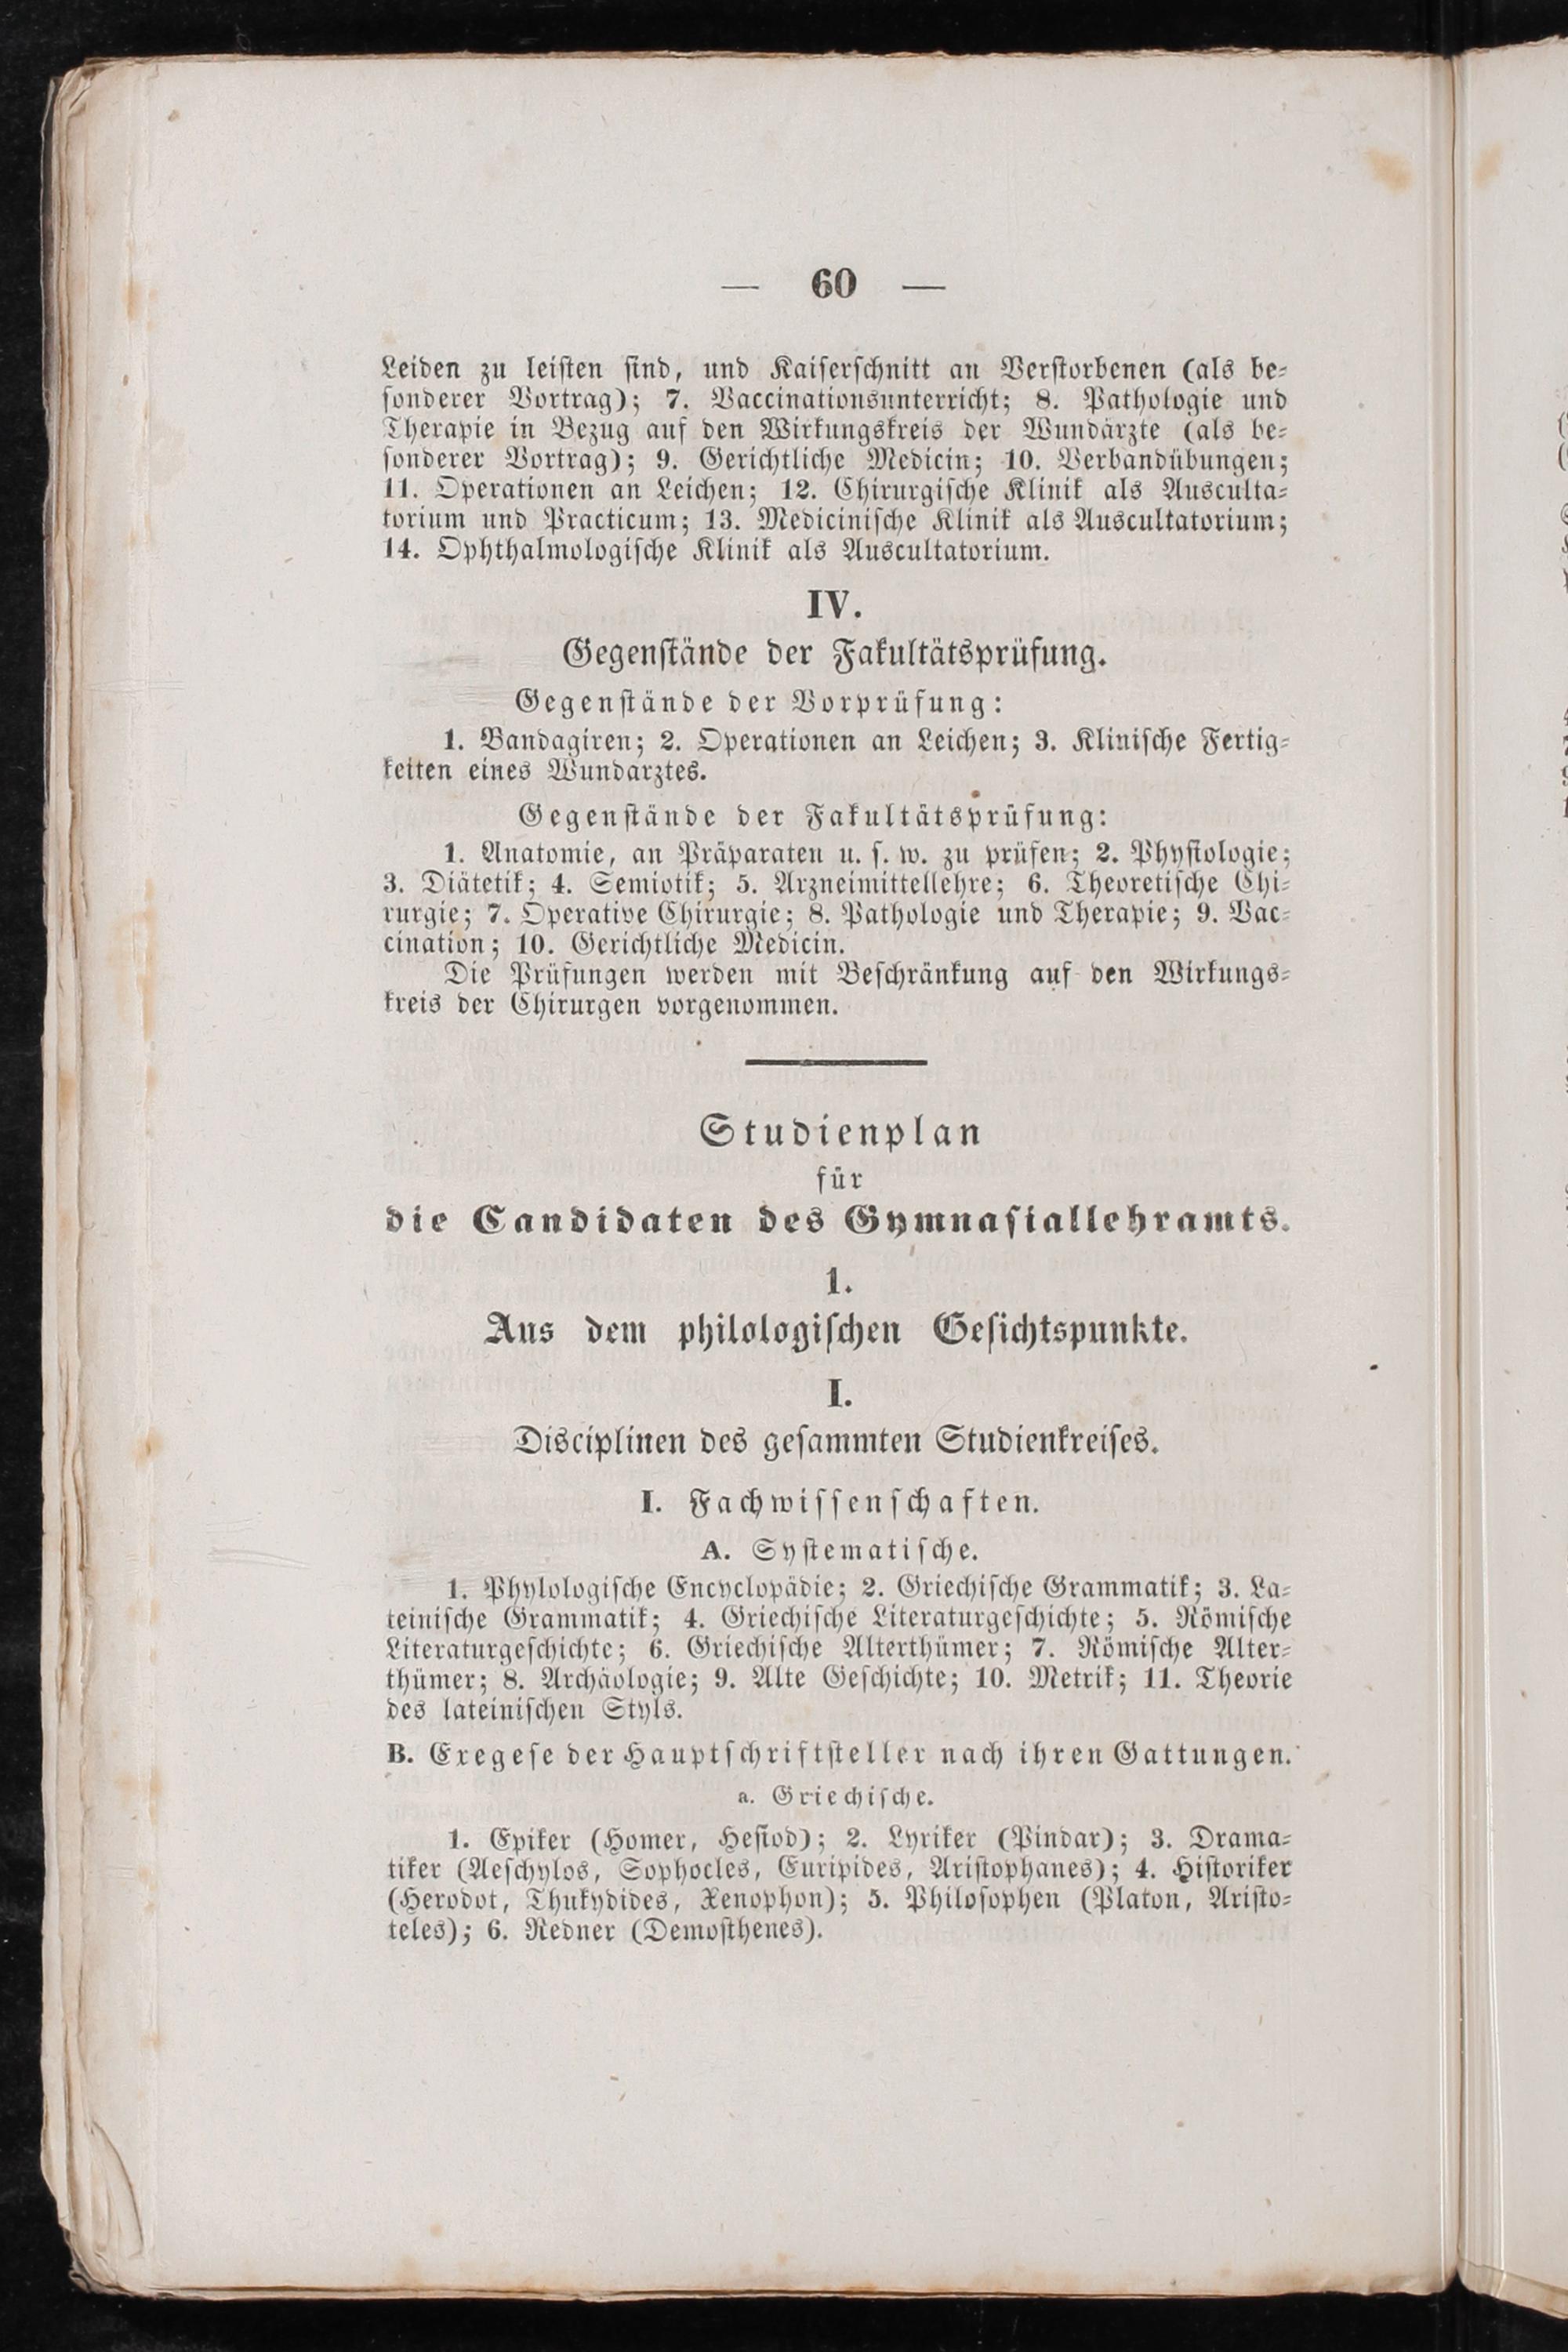 — 60 —
Leiden zu leiſten ſind, und Kaiſerſchnitt an Verſtorbenen (als be-
ſonderer Vortrag); 7. Vaccinationsunterricht; 8. Pathologie und
Therapie in Bezug auf den Wirkungskreis der Wundärzte (als be-
ſonderer Vortrag); 9. Gerichtliche Medicin; 10. Verbandübungen;
11. Operationen an Leichen; 12. Chirurgiſche Klinik als Ausculta-
torium und Practicum; 13. Mediciniſche Klinik als Auscultatorium;
14. Ophthalmologiſche Klinik als Auscultatorium.
IV.
Gegenſtände der Fakultätsprüfung.
Gegenſtände der Vorprüfung:
1. Bandagiren; 2. Operationen an Leichen; 3. Kliniſche Fertig-
keiten eines Wundarztes.
Gegenſtände der Fakultätsprüfung:
1. Anatomie, an Präparaten u. ſ. w. zu prüfen; 2. Phyſiologie;
3. Diätetik; 4. Semiotik; 5. Arzneimittellehre; 6. Theoretiſche Chi-
rurgie; 7. Operative Chirurgie; 8. Pathologie und Therapie; 9. Vac-
cination; 10. Gerichtliche Medicin.
Die Prüfungen werden mit Beſchränkung auf den Wirkungs-
kreis der Chirurgen vorgenommen.
Studienplan
für
die Candidaten des Gymnaſiallehramts.
1.
Aus dem philologiſchen Geſichtspunkte.
I.
Disciplinen des geſammten Studienkreiſes.
I. Fachwiſſenſchaften.
A. Syſtematiſche.
1. Phylologiſche Encyclopädie; 2. Griechiſche Grammatik; 3. La-
teiniſche Grammatik; 4. Griechiſche Literaturgeſchichte; 5. Römiſche
Literaturgeſchichte; 6. Griechiſche Alterthümer; 7. Römiſche Alter-
thümer; 8. Archäologie; 9. Alte Geſchichte; 10. Metrik; 11. Theorie
des lateiniſchen Styls.
B. Exegeſe der Hauptſchriftſteller nach ihren Gattungen.
a. Griechiſche.
1. Epiker (Homer, Heſiod); 2. Lyriker (Pindar); 3. Drama-
tiker (Aeſchylos, Sophocles, Euripides, Ariſtophanes); 4. Hiſtoriker
(Herodot, Thukydides, Xenophon); 5. Philoſophen (Platon, Ariſto-
teles); 6. Redner (Demoſthenes).